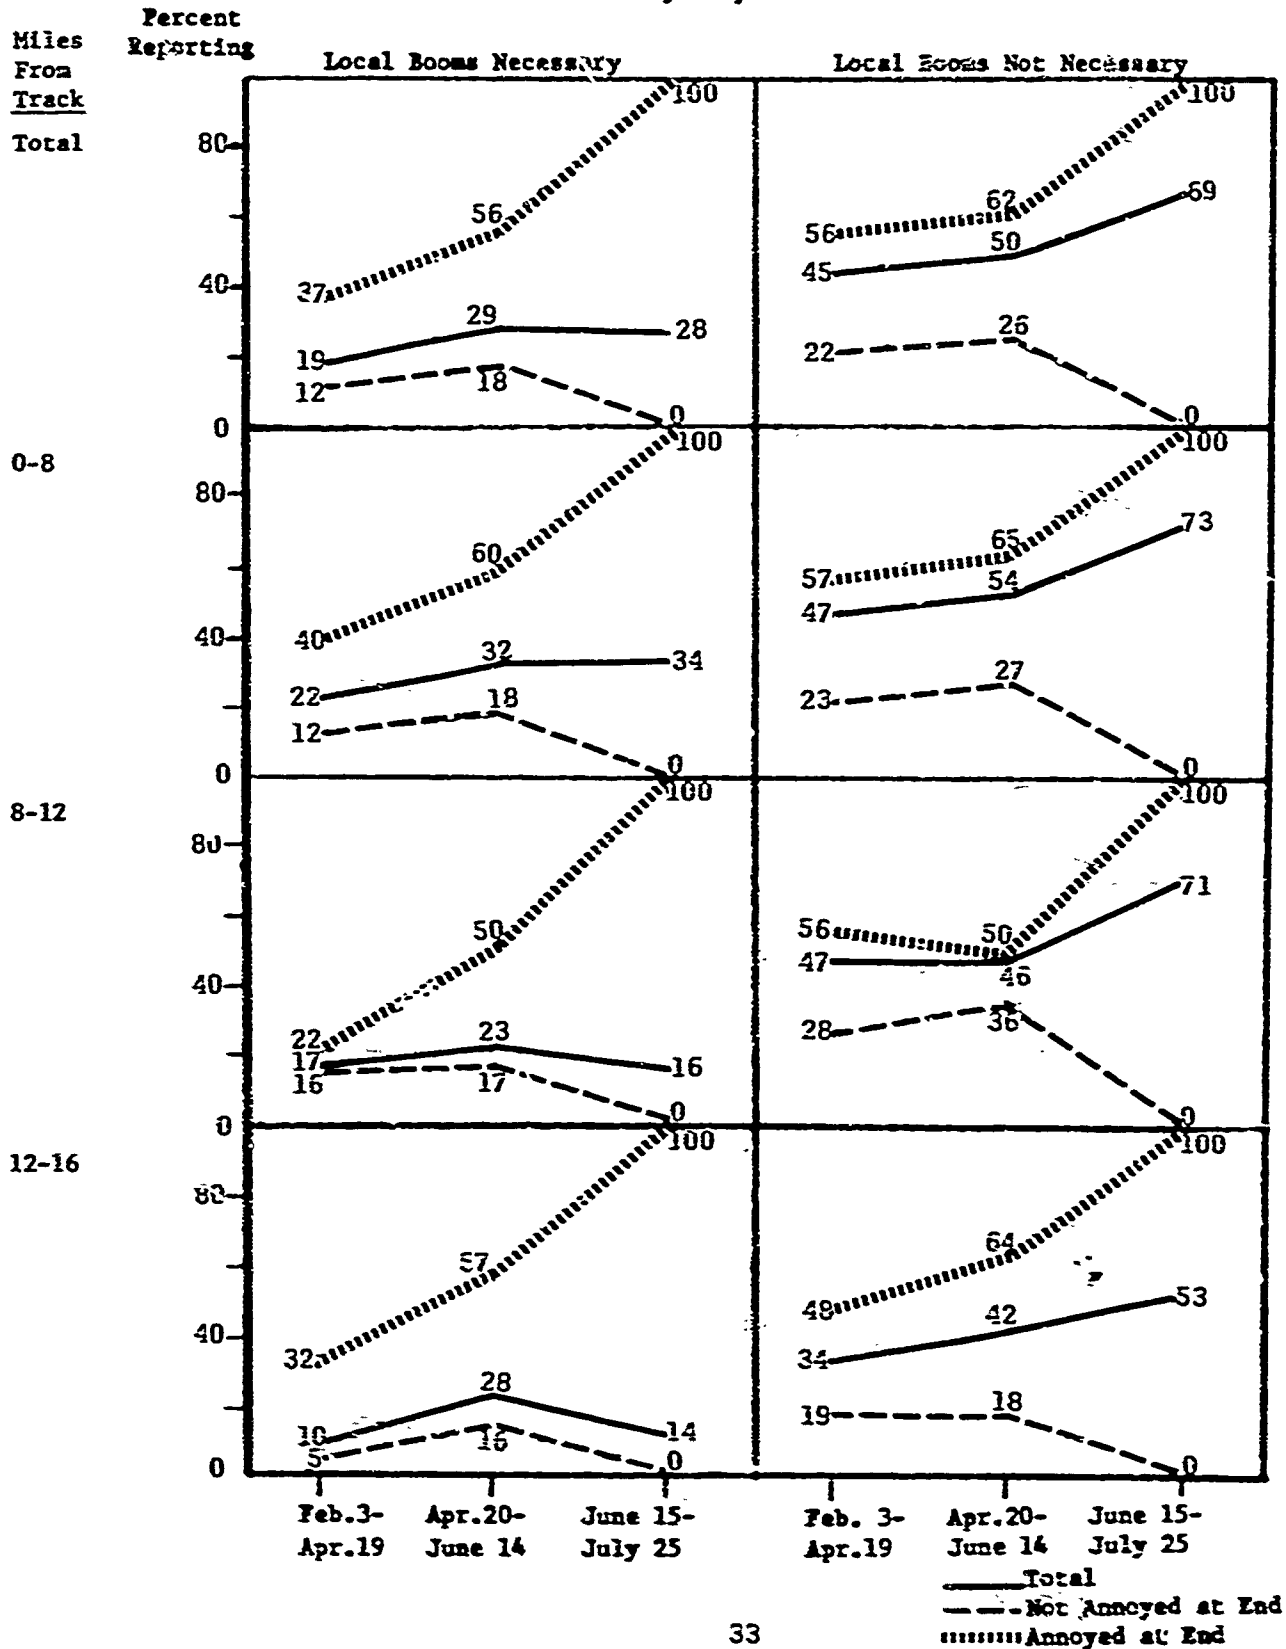 Percent
Miles Reporting
From Local Booms Necessary Local Booms Not Necessary
Track
100 100
Total 80
69
56 62
56 50
45
40 37
29 28
19 26
12 18 22
0 0
0 100 100
0-8
80 73
60 65
57 54
47
40 40
32 34
22 27
18 23
12
0 0
0 100 100
8-12
80 71
56
50 50
47 46
40
28 36
22 23
17 16
16 17
0 0
0 100 100
12-16
80
64
57 53
48 42
40
32 34
28
19 18
10 16 14
5 0 0
0
Feb.3- Apr.20- June 15- Feb. 3- Apr.20- June 15-
Apr.19 June 14 July 25 Apr.19 June 14 July 25
Total
Not Annoyed at End
33 Annoyed at End